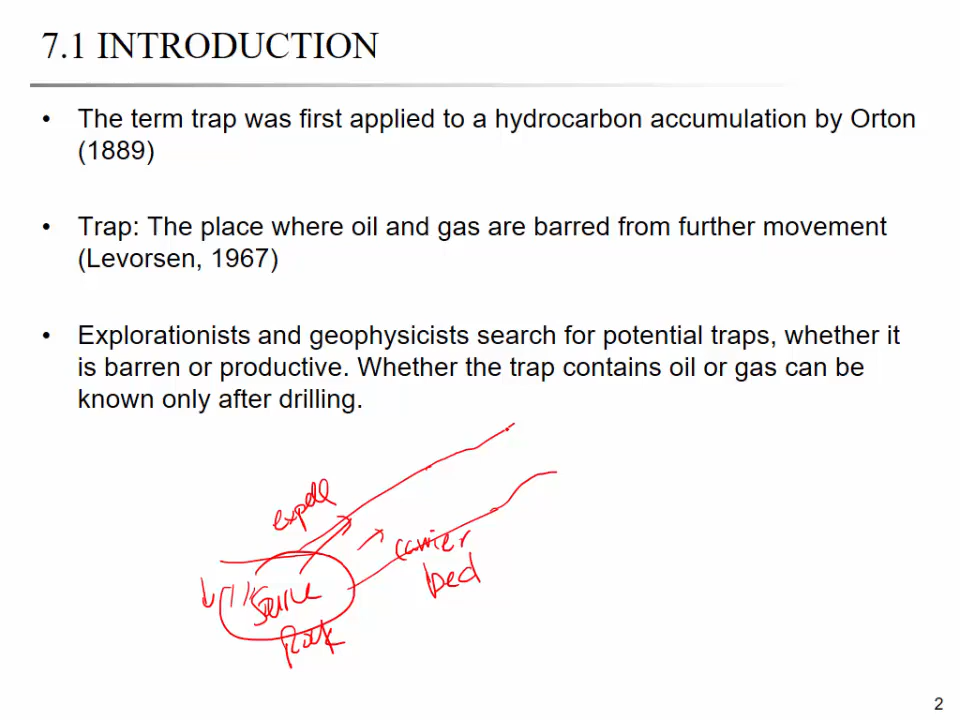 7.1 INTRODUCTION
• The term trap was first applied to a hydrocarbon accumulation by Orton
(1889)
• Trap: The place where oil and gas are barred from further movement
(Levorsen, 1967)
• Explorationists and geophysicists search for potential traps, whether it
is barren or productive. Whether the trap contains oil or gas can be
known only after drilling.
expell
carrier
bed
Source
Rock
2